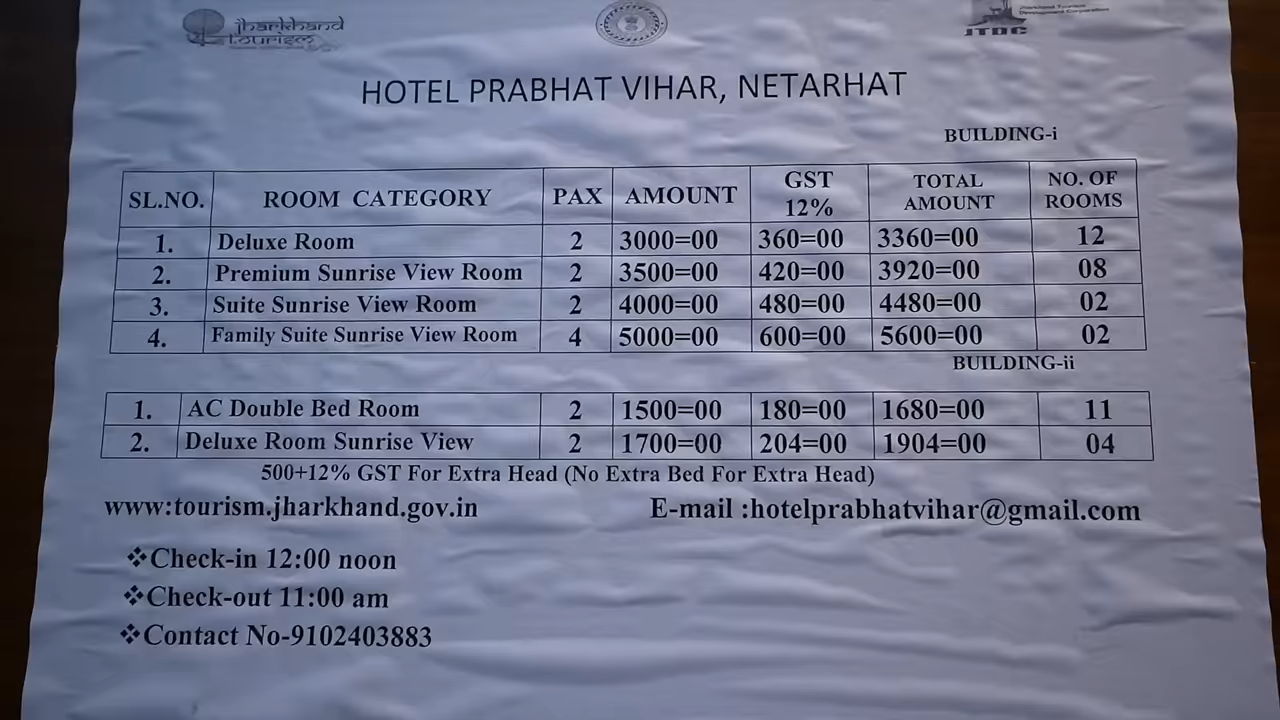 jharkhand
tourism
Jharkhand Tourism
Development Corporation
JTDC
HOTEL PRABHAT VIHAR, NETARHAT
BUILDING-i
SL.NO. ROOM CATEGORY PAX AMOUNT GST 12% TOTAL AMOUNT NO. OF ROOMS
1. Deluxe Room 2 3000=00 360=00 3360=00 12
2. Premium Sunrise View Room 2 3500=00 420=00 3920=00 08
3. Suite Sunrise View Room 2 4000=00 480=00 4480=00 02
4. Family Suite Sunrise View Room 4 5000=00 600=00 5600=00 02
BUILDING-ii
1. AC Double Bed Room 2 1500=00 180=00 1680=00 11
2. Deluxe Room Sunrise View 2 1700=00 204=00 1904=00 04
500+12% GST For Extra Head (No Extra Bed For Extra Head)
www:tourism.jharkhand.gov.in E-mail :hotelprabhatvihar@gmail.com
❖Check-in 12:00 noon
❖Check-out 11:00 am
❖Contact No-9102403883